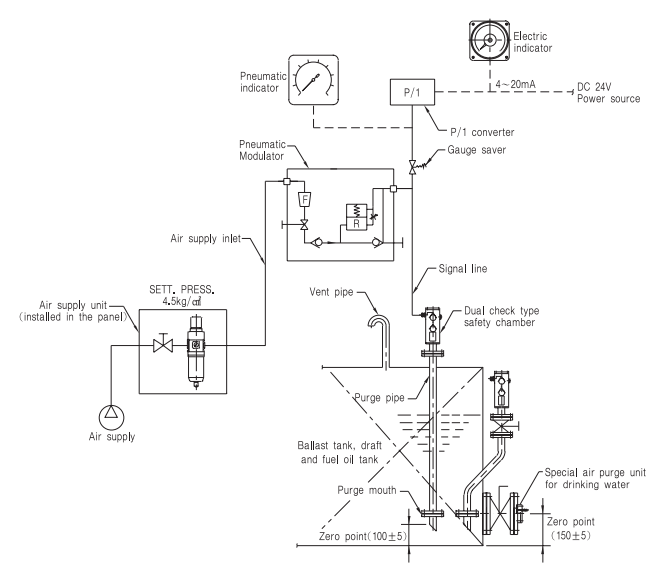 Electric
indicator
Pneumatic
indicator
P/1
4~20mA
DC 24V
Power source
P/1 converter
Pneumatic
Modulator
Gauge saver
F
R
Air supply inlet
Signal line
SETT. PRESS.
4.5kg/㎠
Vent pipe
Air supply unit
(installed in the panel)
Dual check type
safety chamber
Purge pipe
Air supply
Ballast tank, draft
and fuel oil tank
Special air purge unit
for drinking water
Purge mouth
Zero point(100±5)
Zero point
(150±5)